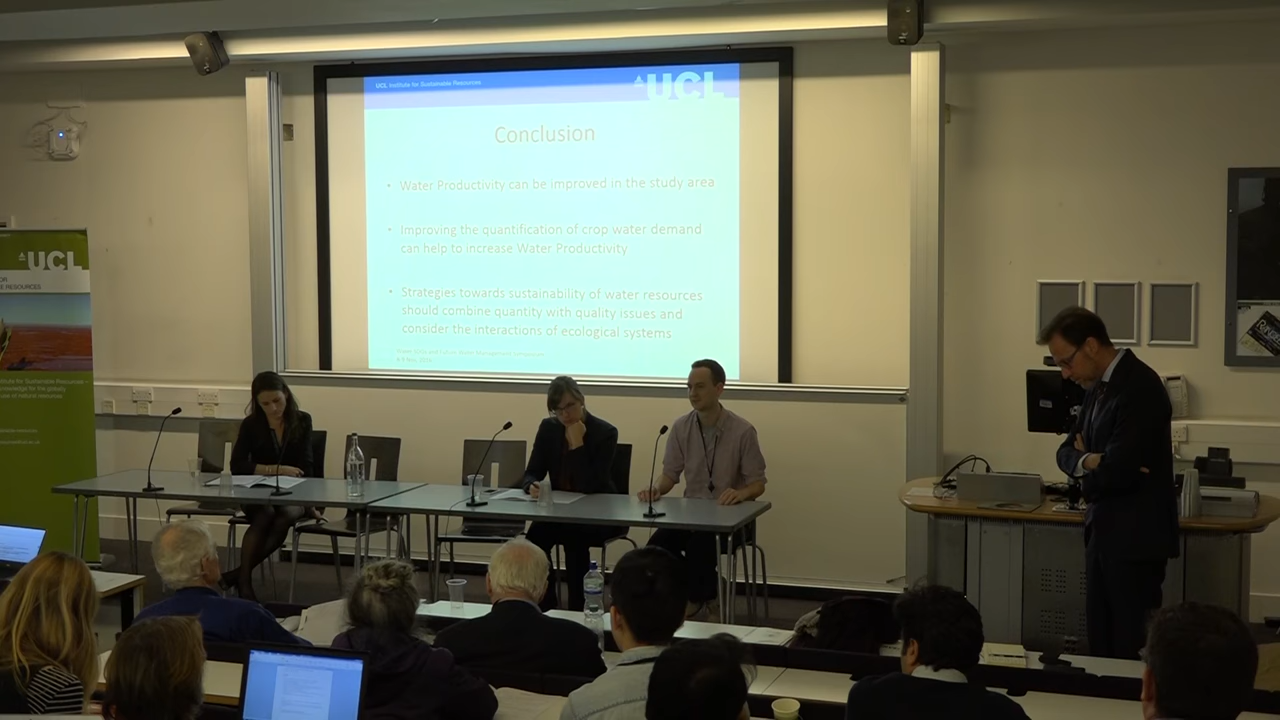 UCL Institute for Sustainable Resources
UCL
Conclusion
• Water Productivity can be improved in the study area
• Improving the quantification of crop water demand
can help to increase Water Productivity
• Strategies towards sustainability of water resources
should combine quantity with quality issues and
consider the interactions of ecological systems
UCL